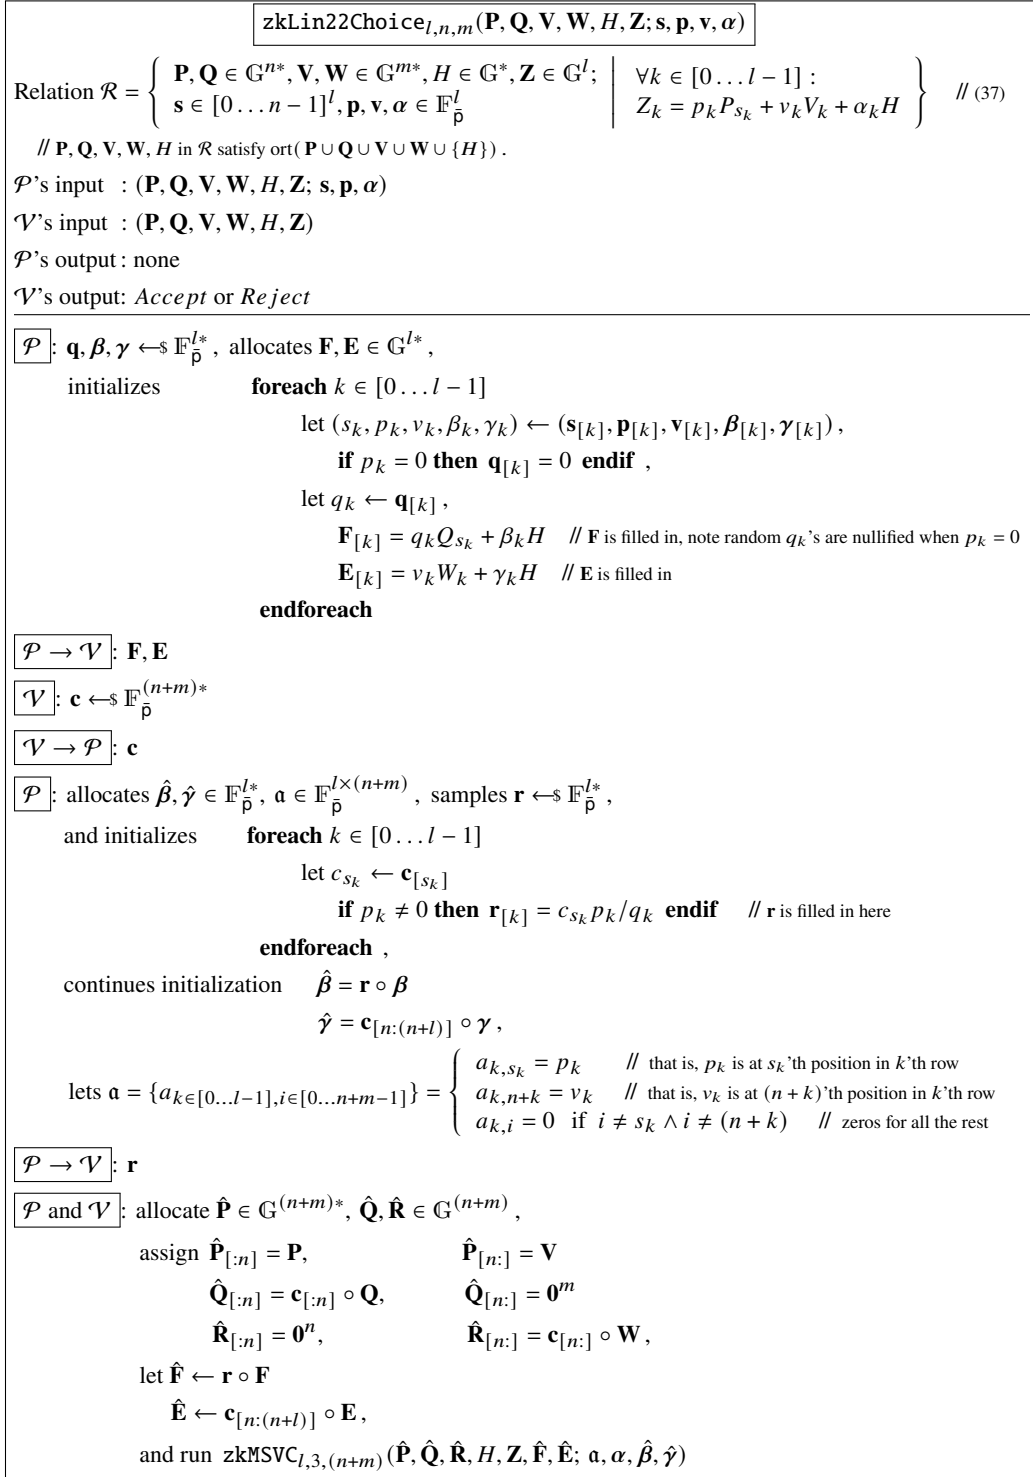 zkLin22Choice_{l,n,m}(P, Q, V, W, H, Z; s, p, v, α)
Relation ℛ = { P, Q ∈ 𝔾^{n*}, V, W ∈ 𝔾^{m*}, H ∈ 𝔾^*, Z ∈ 𝔾^l; | ∀k ∈ [0 … l − 1] :
s ∈ [0 … n − 1]^l, p, v, α ∈ 𝔽_{p̄}^l | Z_k = p_k P_{s_k} + v_k V_k + α_k H } // (37)
// P, Q, V, W, H in ℛ satisfy ort( P ∪ Q ∪ V ∪ W ∪ {H}) .
𝒫's input : (P, Q, V, W, H, Z; s, p, α)
𝒱's input : (P, Q, V, W, H, Z)
𝒫's output : none
𝒱's output: Accept or Reject
𝒫 : q, β, γ ←$ 𝔽_{p̄}^{l*} , allocates F, E ∈ 𝔾^{l*} ,
initializes foreach k ∈ [0 … l − 1]
let (s_k, p_k, v_k, β_k, γ_k) ← (s_{[k]}, p_{[k]}, v_{[k]}, β_{[k]}, γ_{[k]}) ,
if p_k = 0 then q_{[k]} = 0 endif ,
let q_k ← q_{[k]} ,
F_{[k]} = q_k Q_{s_k} + β_k H // F is filled in, note random q_k's are nullified when p_k = 0
E_{[k]} = v_k W_k + γ_k H // E is filled in
endforeach
𝒫 → 𝒱 : F, E
𝒱 : c ←$ 𝔽_{p̄}^{(n+m)*}
𝒱 → 𝒫 : c
𝒫 : allocates β̂, γ̂ ∈ 𝔽_{p̄}^{l*}, 𝔞 ∈ 𝔽_{p̄}^{l×(n+m)} , samples r ←$ 𝔽_{p̄}^{l*} ,
and initializes foreach k ∈ [0 … l − 1]
let c_{s_k} ← c_{[s_k]}
if p_k ≠ 0 then r_{[k]} = c_{s_k} p_k/q_k endif // r is filled in here
endforeach ,
continues initialization β̂ = r ∘ β
γ̂ = c_{[n:(n+l)]} ∘ γ ,
lets 𝔞 = {a_{k∈[0…l−1],i∈[0…n+m−1]}} = { a_{k,s_k} = p_k // that is, p_k is at s_k'th position in k'th row
a_{k,n+k} = v_k // that is, v_k is at (n + k)'th position in k'th row
a_{k,i} = 0 if i ≠ s_k ∧ i ≠ (n + k) // zeros for all the rest
𝒫 → 𝒱 : r
𝒫 and 𝒱 : allocate P̂ ∈ 𝔾^{(n+m)*}, Q̂, R̂ ∈ 𝔾^{(n+m)} ,
assign P̂_{[:n]} = P, P̂_{[n:]} = V
Q̂_{[:n]} = c_{[:n]} ∘ Q, Q̂_{[n:]} = 0^m
R̂_{[:n]} = 0^n, R̂_{[n:]} = c_{[n:]} ∘ W ,
let F̂ ← r ∘ F
Ê ← c_{[n:(n+l)]} ∘ E ,
and run zkMSVC_{l,3,(n+m)}(P̂, Q̂, R̂, H, Z, F̂, Ê; 𝔞, α, β̂, γ̂)